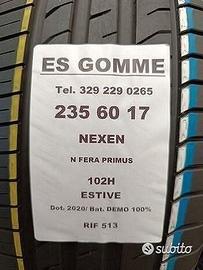 ES GOMME
Tel. 329 229 0265
235 60 17
NEXEN
N FERA PRIMUS
102H
ESTIVE
Dot. 2020/ Bat. DEMO 100%
RIF 513
subito